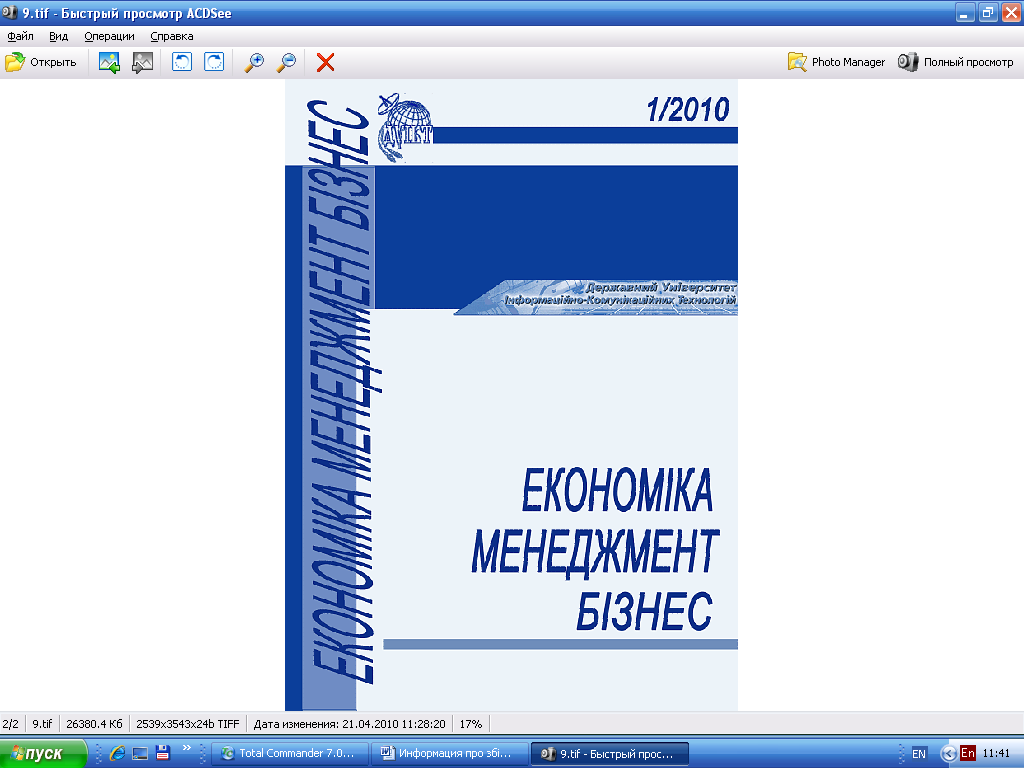 9.tif - Быстрый просмотр ACDSee
Файл Вид Операции Справка
Открыть Photo Manager Полный просмотр
ЕКОНОМІКА МЕНЕДЖМЕНТ БІЗНЕС
ДУІКТ
1/2010
Державний Університет
Інформаційно-Комунікаційних Технологій
ЕКОНОМІКА
МЕНЕДЖМЕНТ
БІЗНЕС
2/2 9.tif 26380.4 Кб 2539x3543x24b TIFF Дата изменения: 21.04.2010 11:28:20 17%
пуск » Total Commander 7.0... Информация про збі... 9.tif - Быстрый прос... EN En 11:41